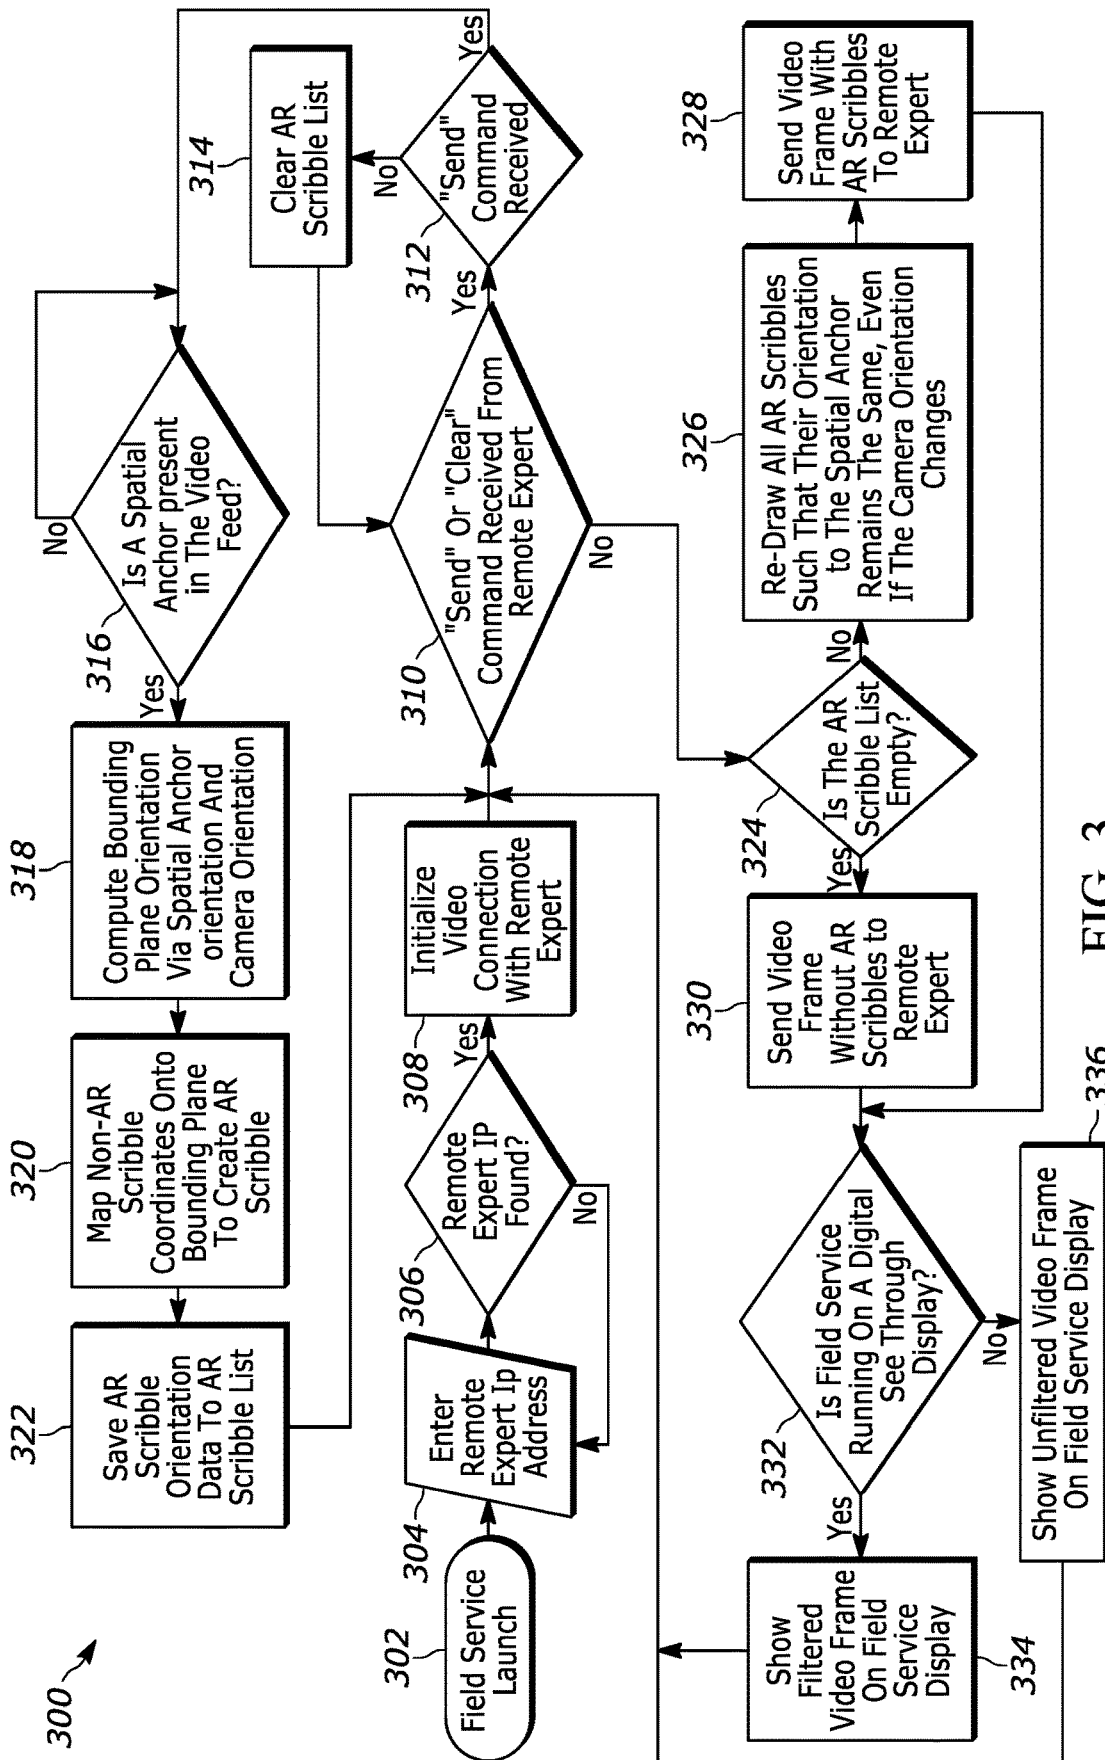 300
302
Field Service
Launch
304
Enter
Remote
Expert Ip
Address
306
Remote
Expert IP
Found?
No
Yes
308
Initialize
Video
Connection
With Remote
Expert
310
"Send" Or "Clear"
Command Received From
Remote Expert
Yes
No
312
"Send"
Command
Received
No
Yes
314
Clear AR
Scribble List
316
Is A Spatial
Anchor present
in The Video
Feed?
No
Yes
318
Compute Bounding
Plane Orientation
Via Spatial Anchor
orientation And
Camera Orientation
320
Map Non-AR
Scribble
Coordinates Onto
Bounding Plane
To Create AR
Scribble
322
Save AR
Scribble
Orientation
Data To AR
Scribble List
324
Is The AR
Scribble List
Empty?
No
Yes
326
Re-Draw All AR Scribbles
Such That Their Orientation
to The Spatial Anchor
Remains The Same, Even
If The Camera Orientation
Changes
328
Send Video
Frame With
AR Scribbles
To Remote
Expert
330
Send Video
Frame
Without AR
Scribbles to
Remote
Expert
332
Is Field Service
Running On A Digital
See Through
Display?
Yes
No
334
Show
Filtered
Video Frame
On Field
Service
Display
336
Show Unfiltered Video Frame
On Field Service Display
FIG. 3